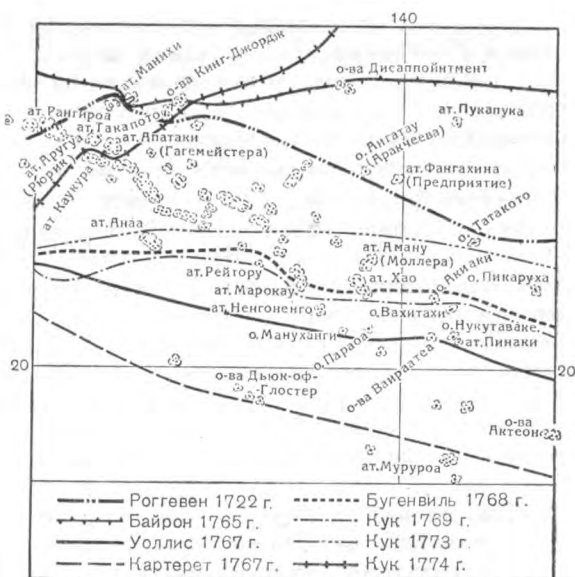 140
ат. Манихи
о-ва Кинг-Джордж
о-ва Дисаппойнтмент
ат. Пукапука
ат. Рангироа
ат. Такапото
ат. Апатаки
(Гагемейстера)
ат. Аруту
(Рюрик)
ат. Каукура
о. Ангатау
(Аракчеева)
ат. Фангахина
(Предприятие)
о. Татакото
ат. Анаа
ат. Аману
(Моллера)
ат. Рейтору
ат. Хао
о. Акиаки
о. Пикаруха
ат. Марокау
ат. Ненгоненго
о. Вахитахи
о. Нукутаваке
о. Мануханги
о. Параоа
ат. Пинаки
20
20
о-ва Дьюк-оф-
Глостер
о-ва Ваираатеа
о-ва
Актеон
ат. Муруроа
Роггевен 1722 г.
Байрон 1765 г.
Уоллис 1767 г.
Картерет 1767 г.
Бугенвиль 1768 г.
Кук 1769 г.
Кук 1773 г.
Кук 1774 г.